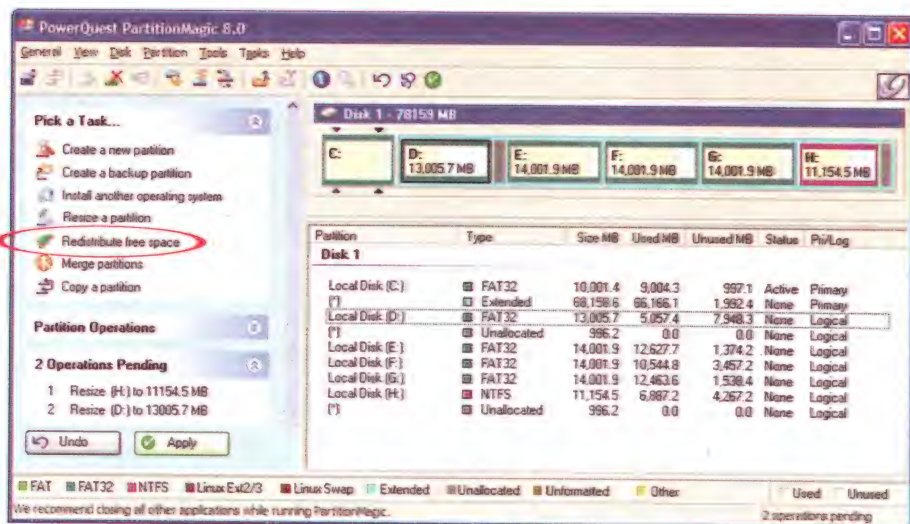 PowerQuest PartitionMagic 8.0
General View Disk Partition Tools Tasks Help
Pick a Task...
Create a new partition
Create a backup partition
Install another operating system
Resize a partition
Redistribute free space
Merge partitions
Copy a partition
Partition Operations
2 Operations Pending
1 Resize (H:) to 11154.5 MB
2 Resize (D:) to 13005.7 MB
Undo Apply
Disk 1 - 78159 MB
C: D: E: F: G: H:
13,005.7 MB 14,001.9 MB 14,001.9 MB 14,001.9 MB 11,154.5 MB
Partition Type Size MB Used MB Unused MB Status Pri/Log
Disk 1
Local Disk (C:) FAT32 10,001.4 9,004.3 997.1 Active Primary
(*) Extended 68,158.6 66,166.1 1,992.4 None Primary
Local Disk (D:) FAT32 13,005.7 5,057.4 7,948.3 None Logical
(*) Unallocated 996.2 0.0 0.0 None Logical
Local Disk (E:) FAT32 14,001.9 12,627.7 1,374.2 None Logical
Local Disk (F:) FAT32 14,001.9 10,544.8 3,457.2 None Logical
Local Disk (G:) FAT32 14,001.9 12,463.6 1,538.4 None Logical
Local Disk (H:) NTFS 11,154.5 6,887.2 4,267.2 None Logical
(*) Unallocated 996.2 0.0 0.0 None Logical
FAT FAT32 NTFS Linux Ext2/3 Linux Swap Extended Unallocated Unformatted Other Used Unused
We recommend closing all other applications while running PartitionMagic. 2 operations pending